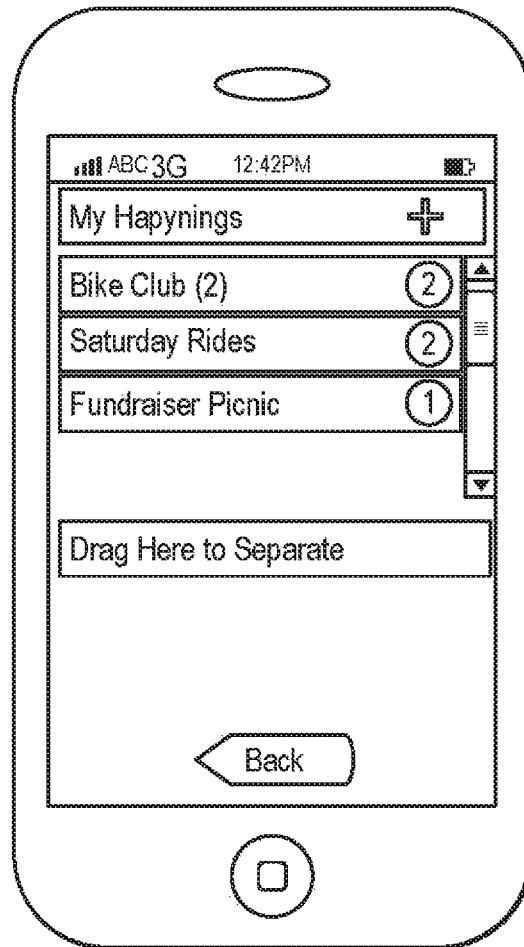 ABC 3G 12:42PM
My Hapynings
Bike Club (2) 2
Saturday Rides 2
Fundraiser Picnic 1
Drag Here to Separate
Back